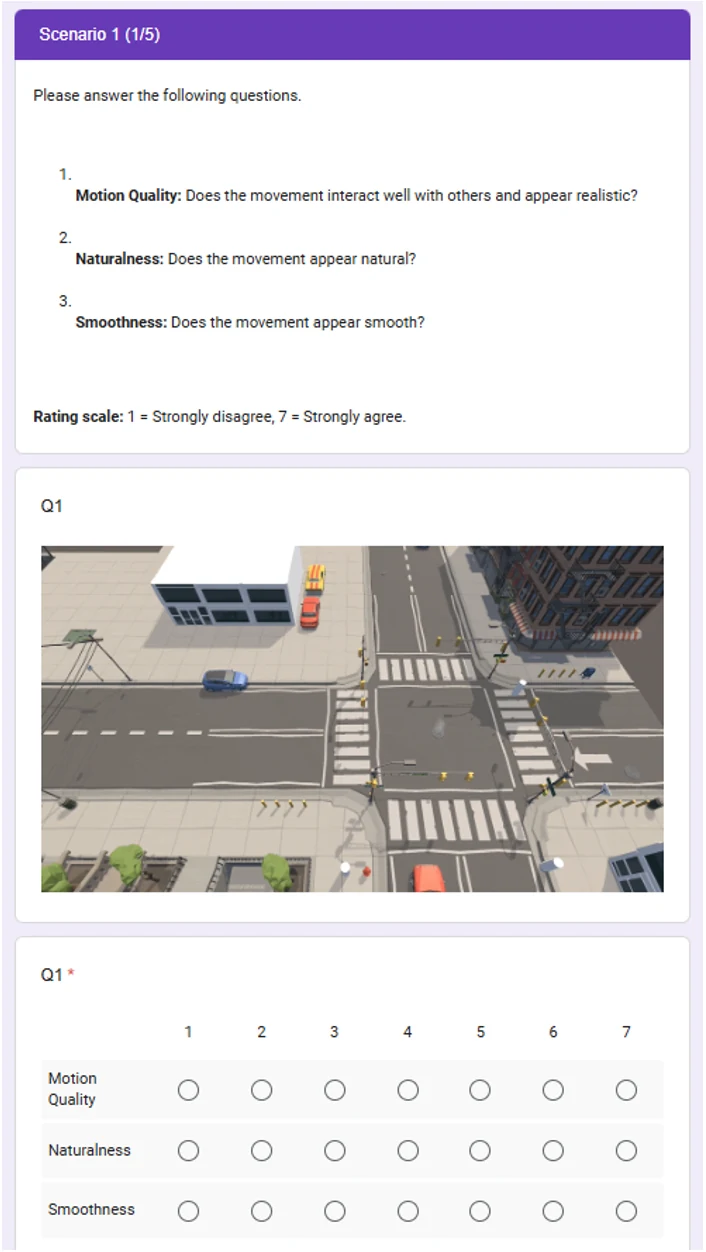 Scenario 1 (1/5)
Please answer the following questions.
1.
Motion Quality: Does the movement interact well with others and appear realistic?
2.
Naturalness: Does the movement appear natural?
3.
Smoothness: Does the movement appear smooth?
Rating scale: 1 = Strongly disagree, 7 = Strongly agree.
Q1
Q1 *
1 2 3 4 5 6 7
Motion
Quality
Naturalness
Smoothness